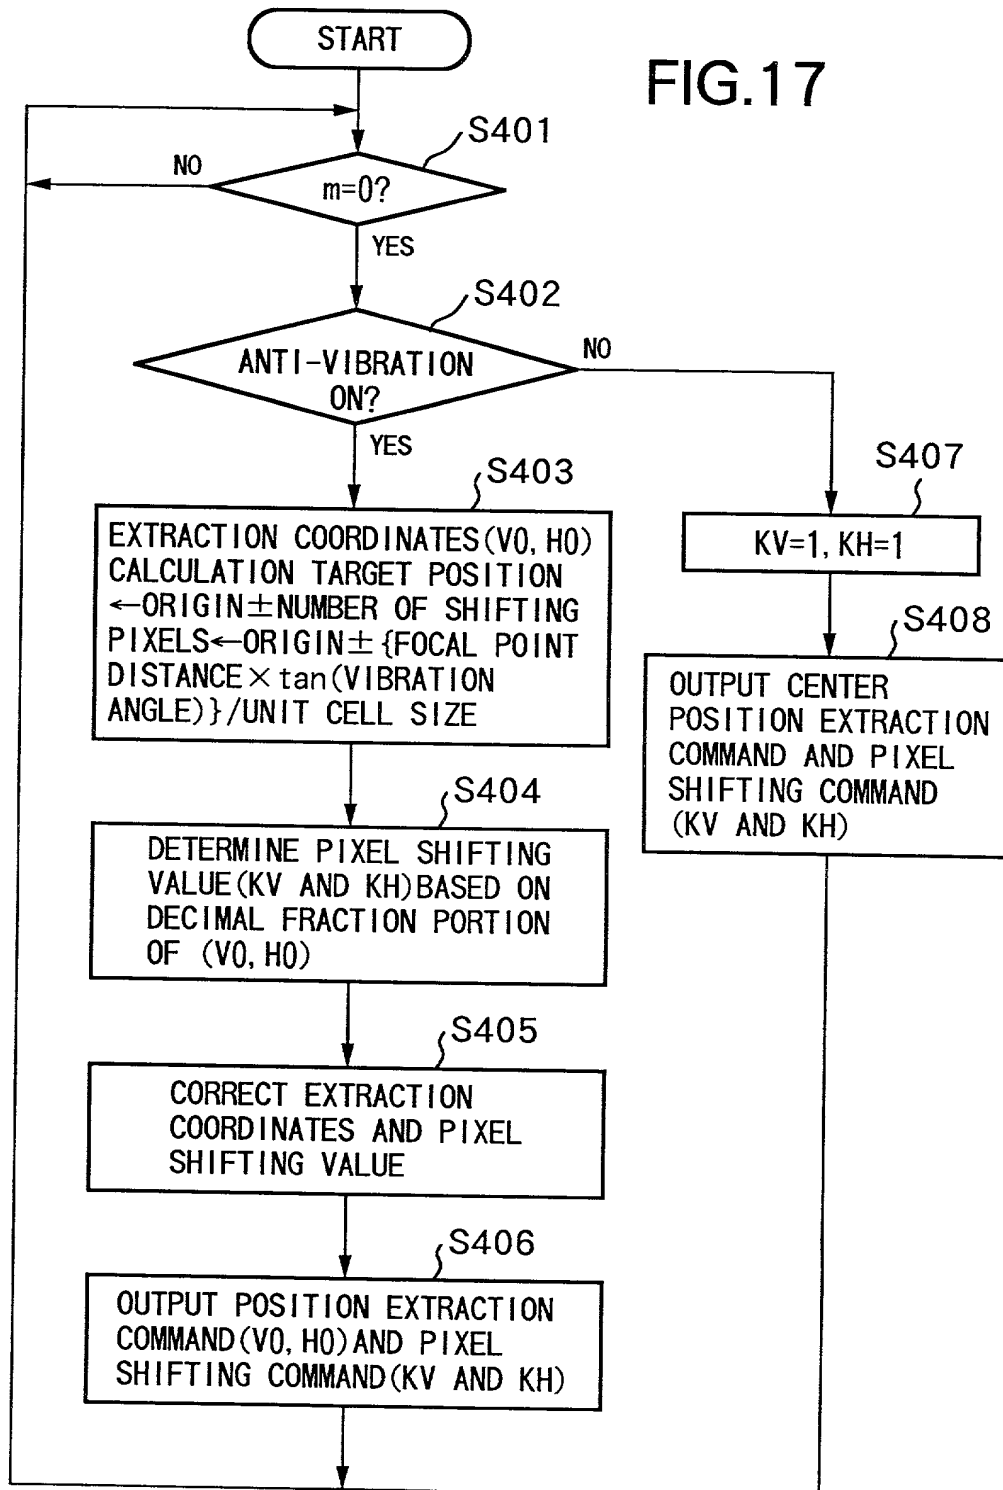 START
FIG.17
S401
NO
m=0?
YES
S402
ANTI-VIBRATION
ON?
NO
YES
S403
EXTRACTION COORDINATES(V0, H0)
CALCULATION TARGET POSITION
←ORIGIN±NUMBER OF SHIFTING
PIXELS←ORIGIN±{FOCAL POINT
DISTANCE×tan(VIBRATION
ANGLE)}/UNIT CELL SIZE
S407
KV=1, KH=1
S408
OUTPUT CENTER
POSITION EXTRACTION
COMMAND AND PIXEL
SHIFTING COMMAND
(KV AND KH)
S404
DETERMINE PIXEL SHIFTING
VALUE(KV AND KH)BASED ON
DECIMAL FRACTION PORTION
OF (V0, H0)
S405
CORRECT EXTRACTION
COORDINATES AND PIXEL
SHIFTING VALUE
S406
OUTPUT POSITION EXTRACTION
COMMAND(V0, H0)AND PIXEL
SHIFTING COMMAND(KV AND KH)